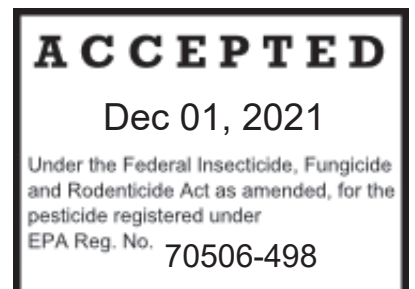 ACCEPTED
Dec 01, 2021
Under the Federal Insecticide, Fungicide
and Rodenticide Act as amended, for the
pesticide registered under
EPA Reg. No. 70506-498